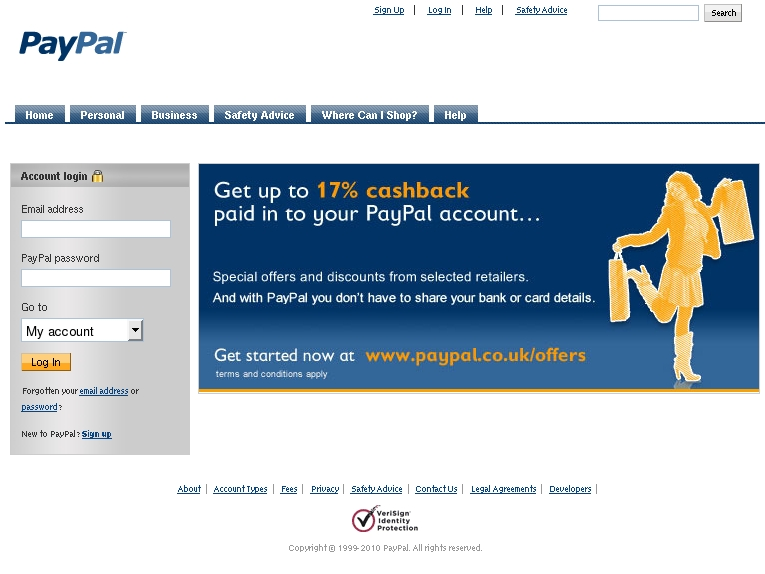 Sign Up | Log In | Help | Safety Advice Search
PayPal
Home Personal Business Safety Advice Where Can I Shop? Help
Account login
Email address
PayPal password
Go to
My account
Log In
Forgotten your email address or
password?
New to PayPal? Sign up
Get up to 17% cashback
paid in to your PayPal account...
Special offers and discounts from selected retailers.
And with PayPal you don't have to share your bank or card details.
Get started now at www.paypal.co.uk/offers
terms and conditions apply
About | Account Types | Fees | Privacy | Safety Advice | Contact Us | Legal Agreements | Developers |
VeriSign
Identity
Protection
Copyright © 1999-2010 PayPal. All rights reserved.